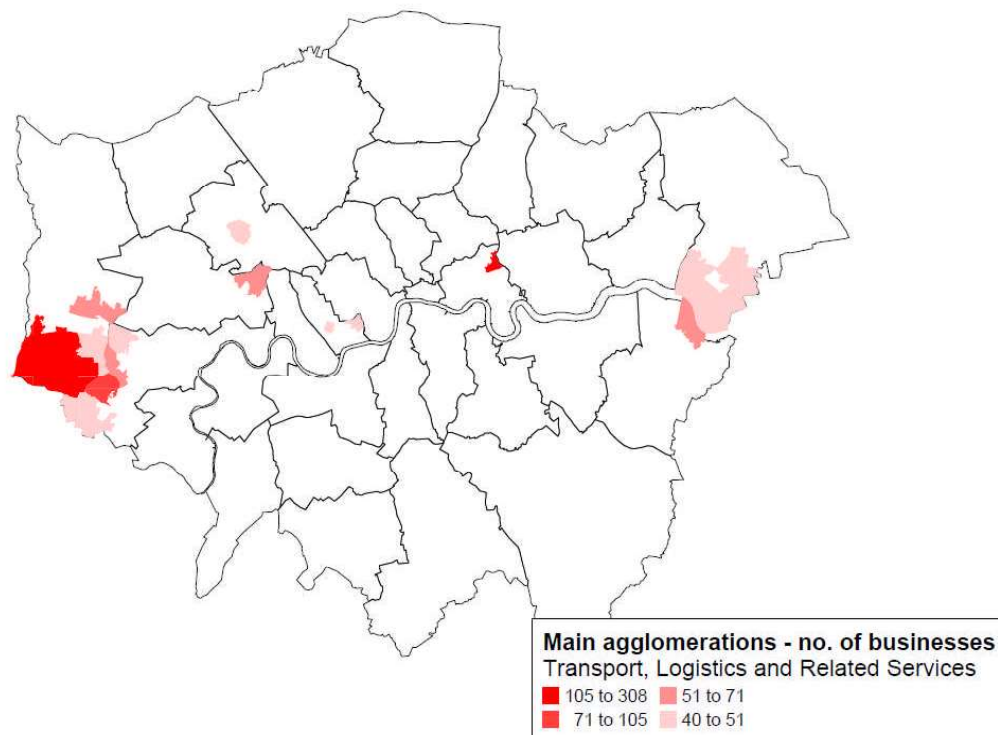 Main agglomerations - no. of businesses
Transport, Logistics and Related Services
105 to 308 51 to 71
71 to 105 40 to 51